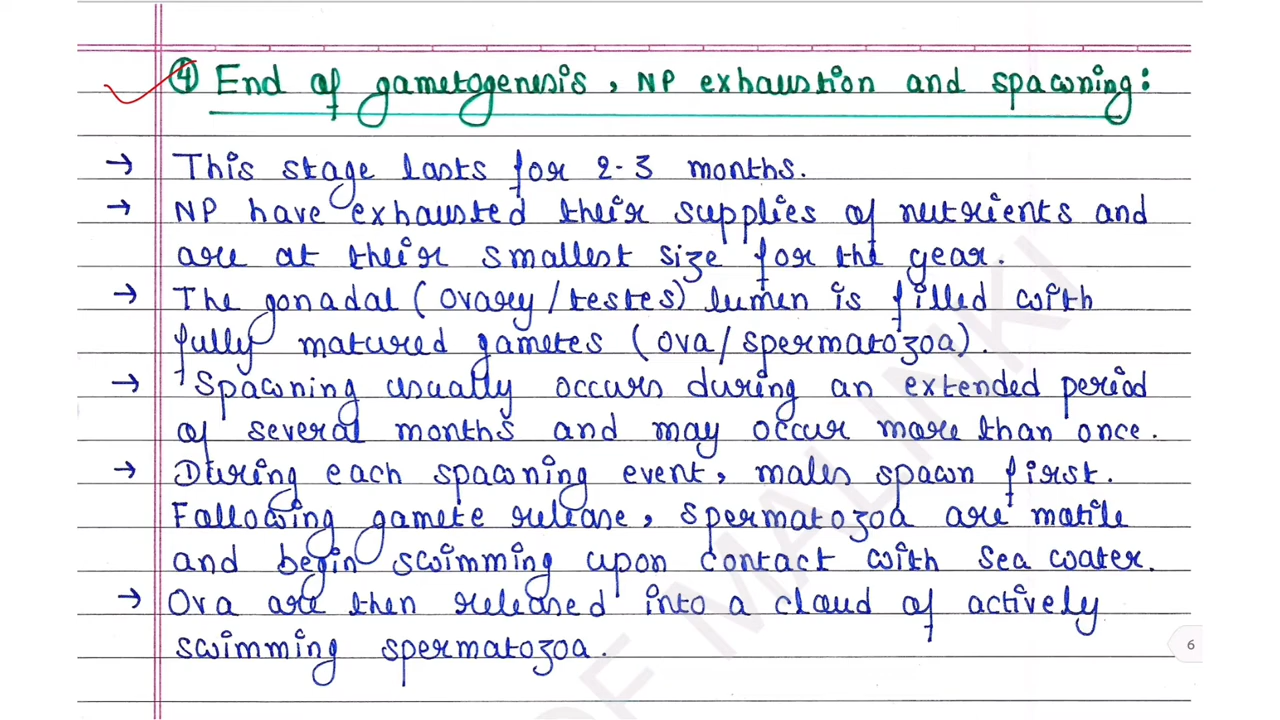 ④ End of gametogenesis, NP exhaustion and spawning:
→ This stage lasts for 2-3 months.
→ NP have exhausted their supplies of nutrients and
are at their smallest size for the year.
→ The gonadal (ovary/testes) lumen is filled with
fully matured gametes (ova/spermatozoa).
→ Spawning usually occurs during an extended period
of several months and may occur more than once.
→ During each spawning event, males spawn first.
Following gamete release, spermatozoa are motile
and begin swimming upon contact with sea water.
→ Ova are then released into a cloud of actively
swimming spermatozoa.
6
OF MALINKI